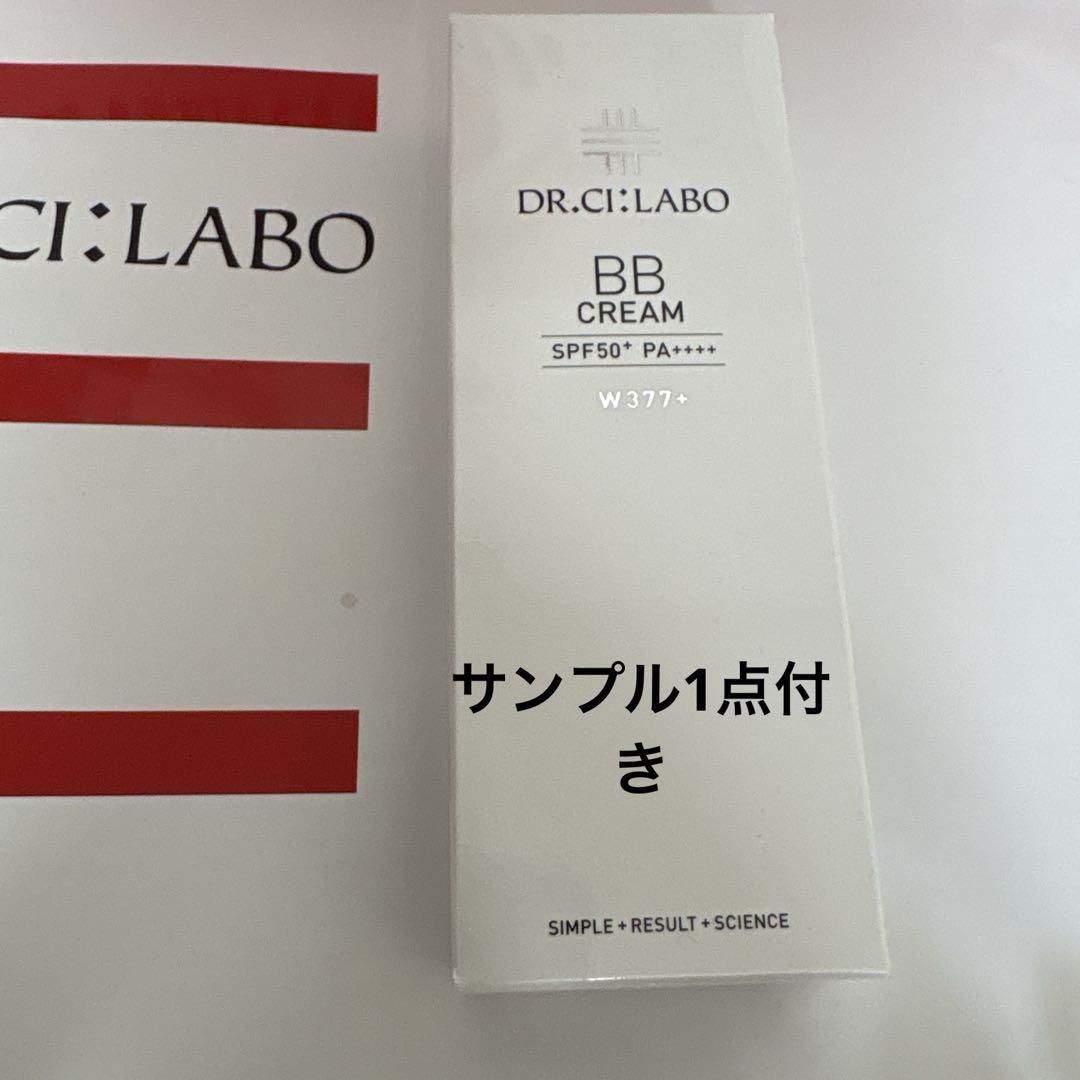 CI:LABO
DR.CI:LABO
BB
CREAM
SPF50+ PA++++
W377+
サンプル1点付
き
SIMPLE+RESULT+SCIENCE